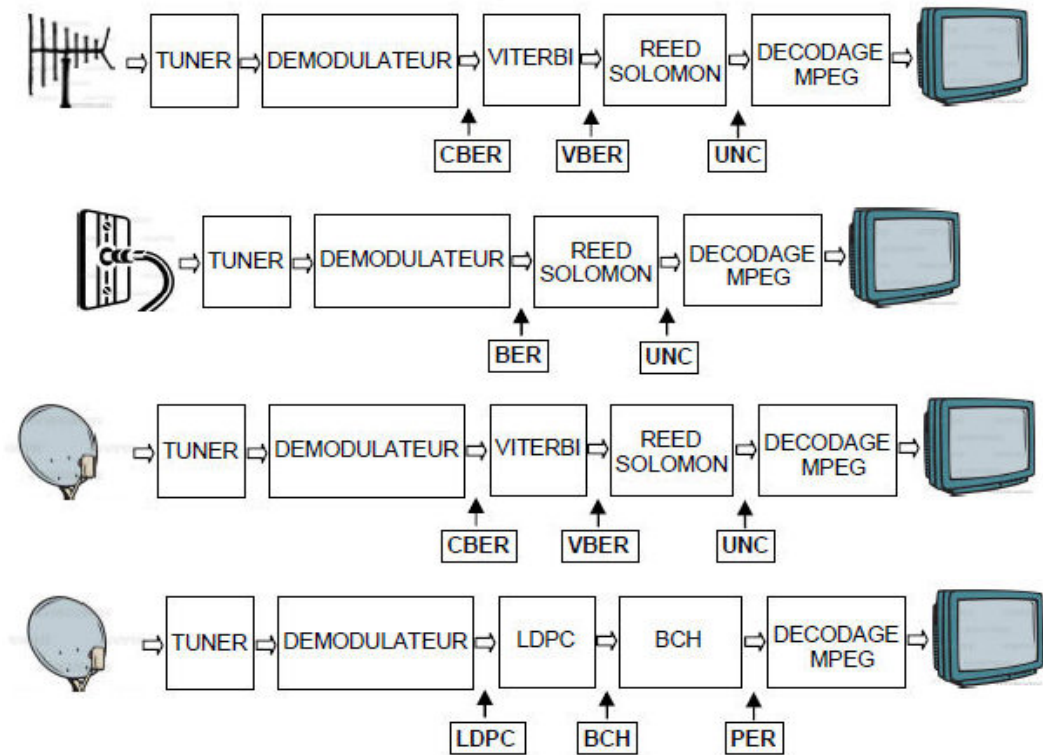 TUNER
DEMODULATEUR
VITERBI
REED
SOLOMON
DECODAGE
MPEG
CBER
VBER
UNC
TUNER
DEMODULATEUR
REED
SOLOMON
DECODAGE
MPEG
BER
UNC
TUNER
DEMODULATEUR
VITERBI
REED
SOLOMON
DECODAGE
MPEG
CBER
VBER
UNC
TUNER
DEMODULATEUR
LDPC
BCH
DECODAGE
MPEG
LDPC
BCH
PER